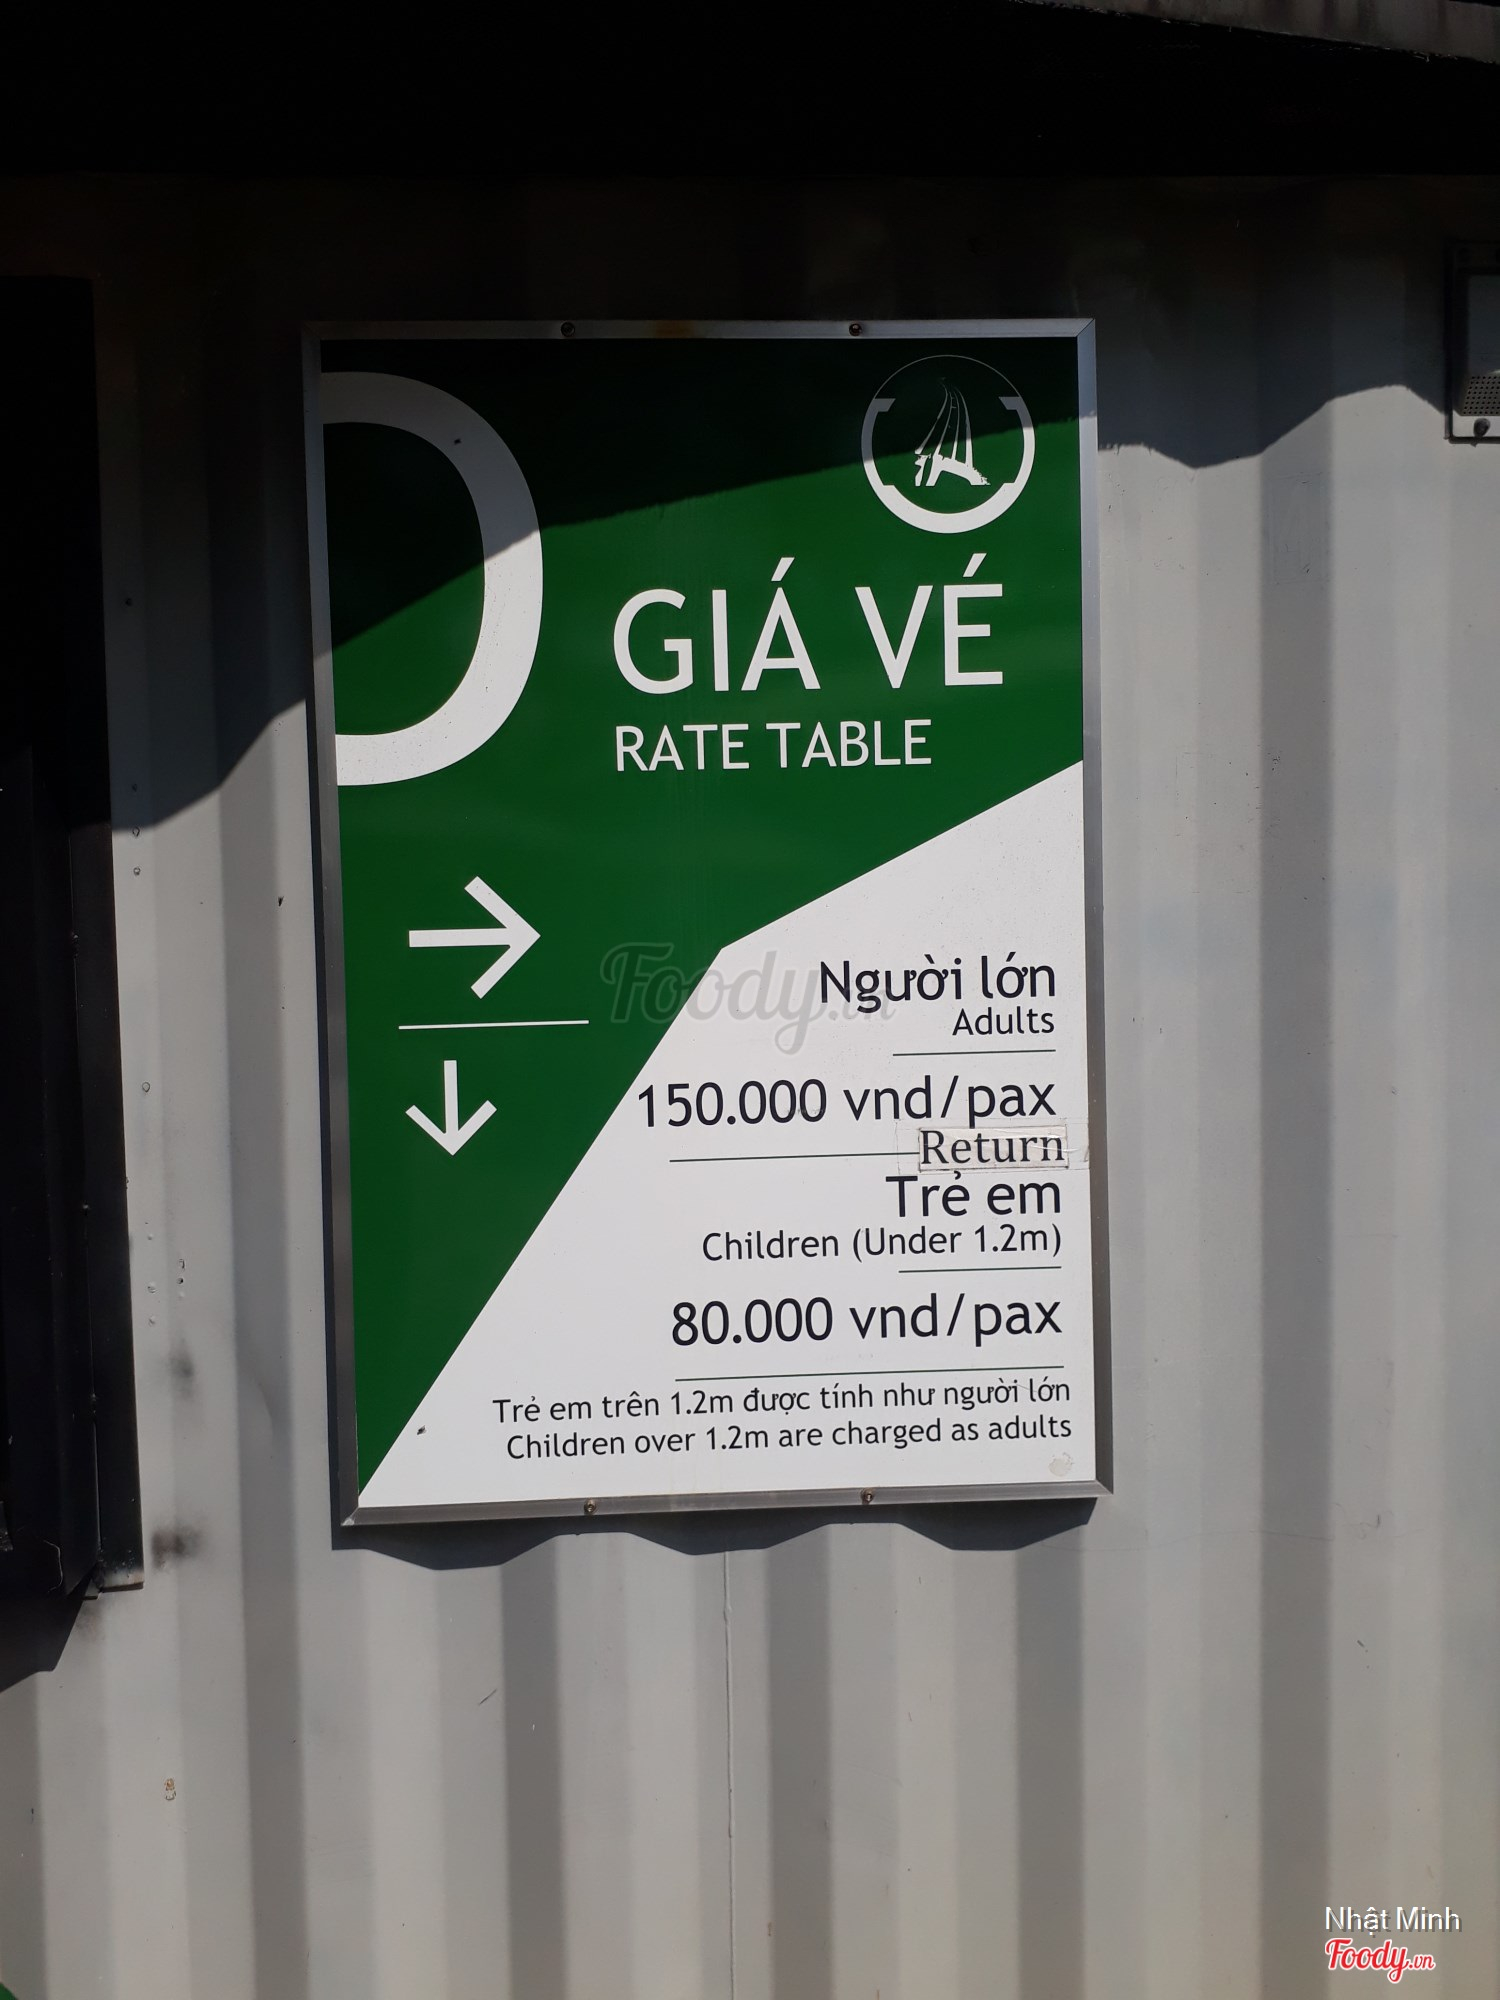 GIÁ VÉ
RATE TABLE
Foody.vn
Người lớn
Adults
150.000 vnd/pax
Return
Trẻ em
Children (Under 1.2m)
80.000 vnd/pax
Trẻ em trên 1.2m được tính như người lớn
Children over 1.2m are charged as adults
Nhật Minh
Foody.vn